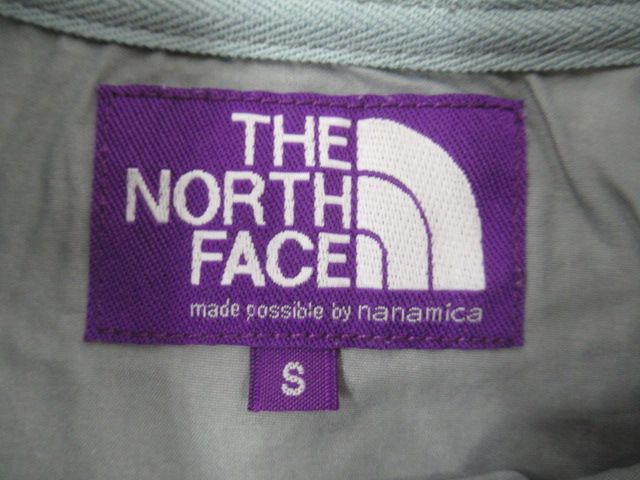 THE
NORTH
FACE
made possible by nanamica
S